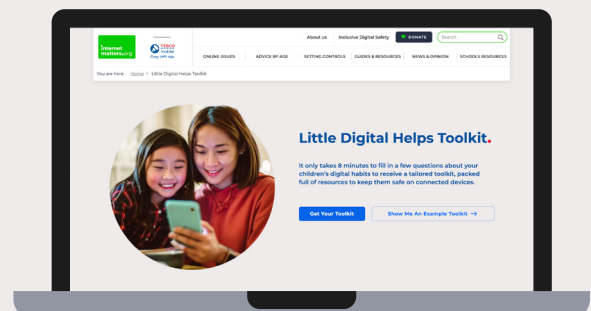 About us
Inclusive Digital Safety
DONATE
Search
internet
matters.org
TESCO
mobile
ONLINE ISSUES
ADVICE BY AGE
SETTING CONTROLS
GUIDES & RESOURCES
NEWS & OPINION
SCHOOLS RESOURCES
You are here: Home > Little Digital Helps Toolkit
Little Digital Helps Toolkit.
It only takes 8 minutes to fill in a few questions about your
children's digital habits to receive a tailored toolkit, packed
full of resources to keep them safe on connected devices.
Get Your Toolkit
Show Me An Example Toolkit →